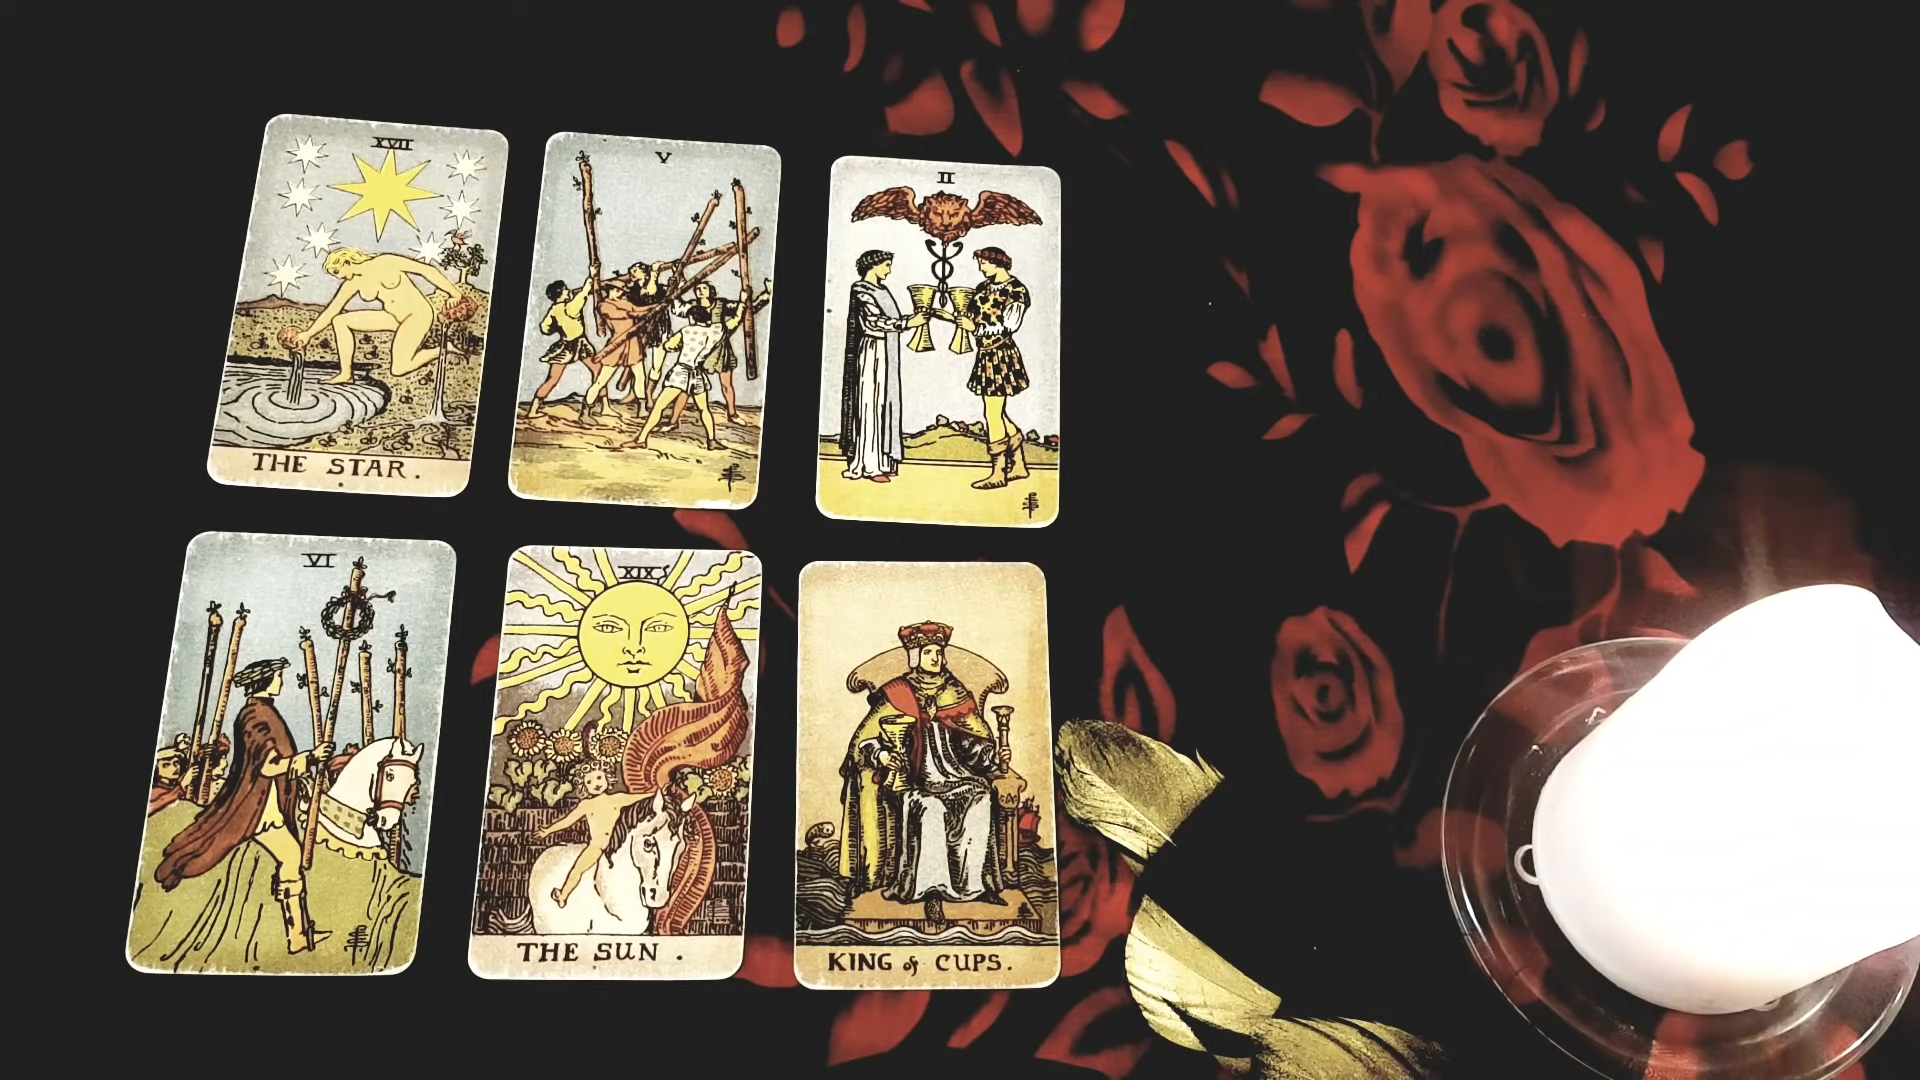 XVII
THE STAR.
V
II
VI
XIX
THE SUN.
KING of CUPS.